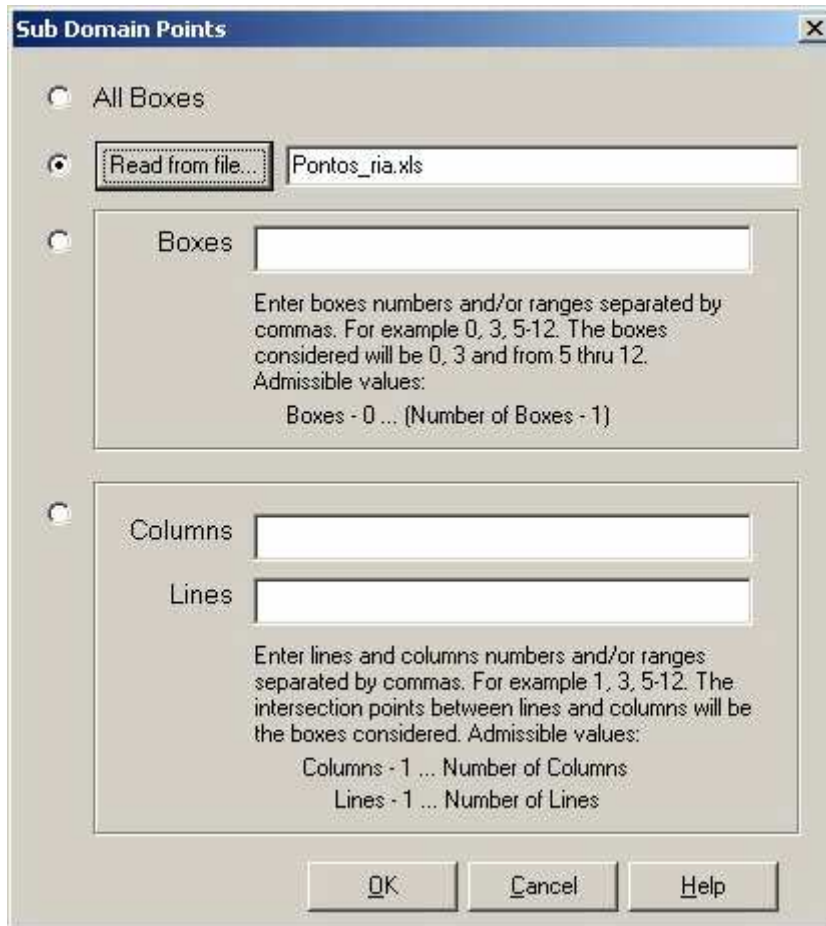 Sub Domain Points
All Boxes
Read from file...
Pontos_ria.xls
Boxes
Enter boxes numbers and/or ranges separated by
commas. For example 0, 3, 5-12. The boxes
considered will be 0, 3 and from 5 thru 12.
Admissible values:
Boxes - 0 ... (Number of Boxes - 1)
Columns
Lines
Enter lines and columns numbers and/or ranges
separated by commas. For example 1, 3, 5-12. The
intersection points between lines and columns will be
the boxes considered. Admissible values:
Columns - 1 ... Number of Columns
Lines - 1 ... Number of Lines
OK Cancel Help